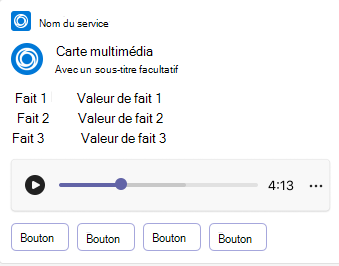 Nom du service
Carte multimédia
Avec un sous-titre facultatif
Fait 1 Valeur de fait 1
Fait 2 Valeur de fait 2
Fait 3 Valeur de fait 3
4:13
Bouton Bouton Bouton Bouton